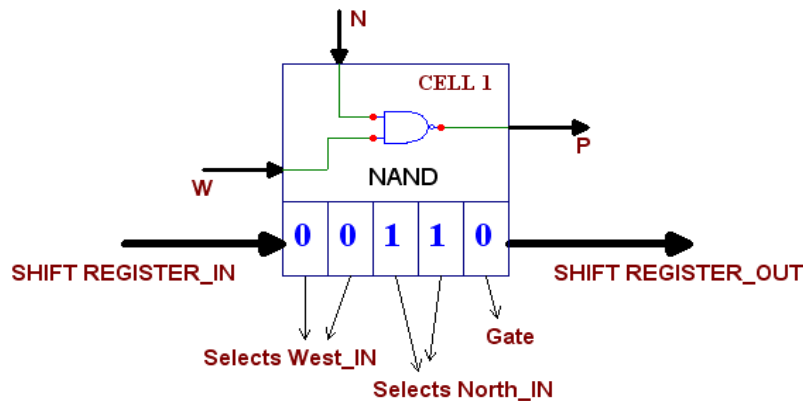 N
CELL 1
P
W
NAND
0 0 1 1 0
SHIFT REGISTER_IN
SHIFT REGISTER_OUT
Gate
Selects West_IN
Selects North_IN